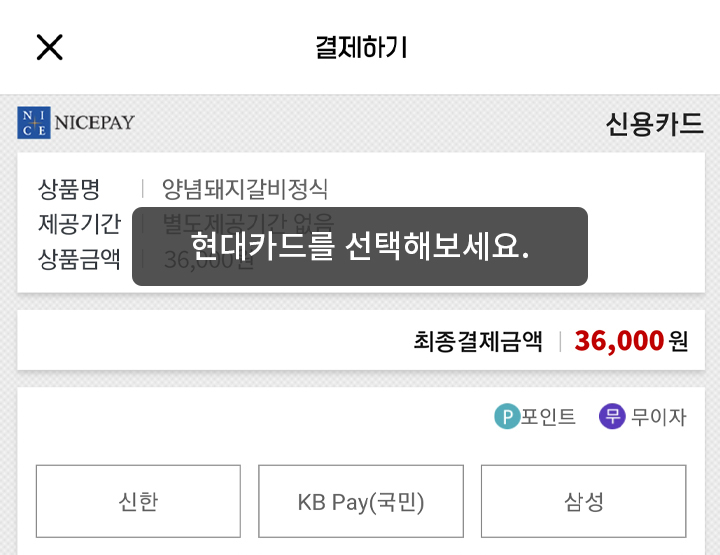 결제하기
NICE NICEPAY 신용카드
상품명 양념돼지갈비정식
제공기간 별도제공기간 없음
현대카드를 선택해보세요.
상품금액 36,000원
최종결제금액 36,000원
P포인트 무 무이자
신한 KB Pay(국민) 삼성